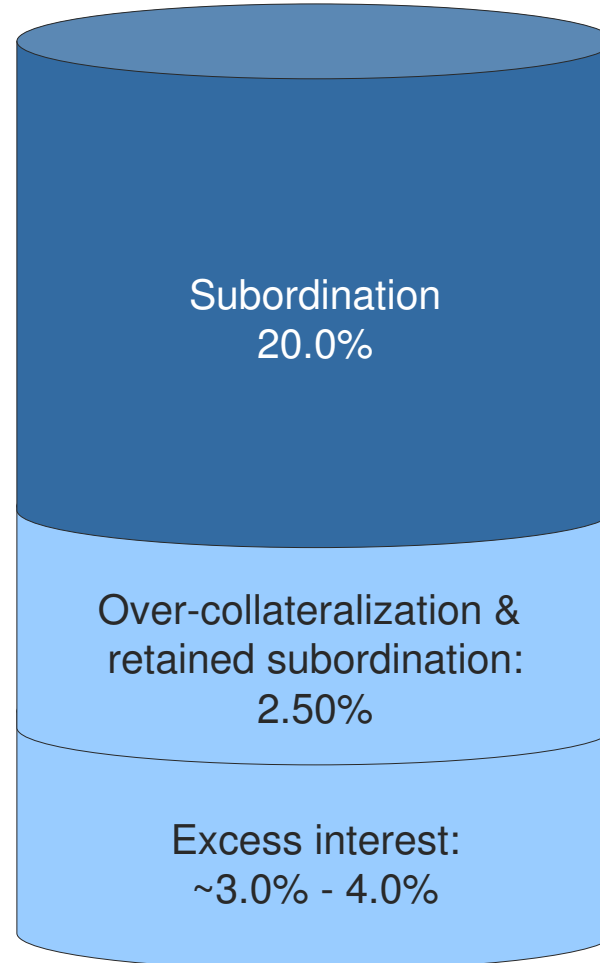 Subordination
20.0%
Over-collateralization &
retained subordination:
2.50%
Excess interest:
~3.0% - 4.0%